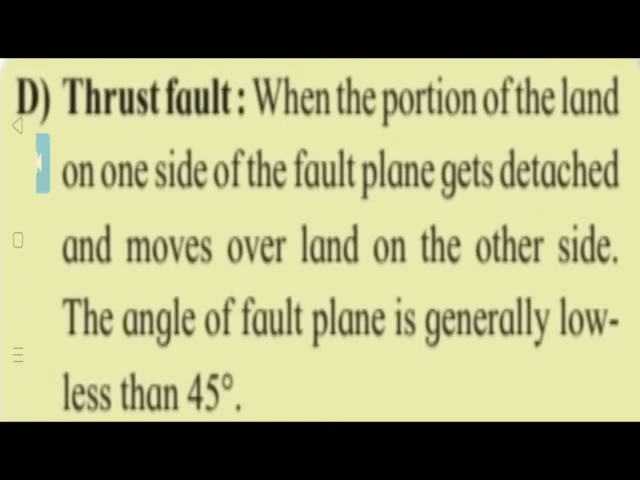 D) Thrust fault : When the portion of the land
on one side of the fault plane gets detached
and moves over land on the other side.
The angle of fault plane is generally low-
less than 45°.